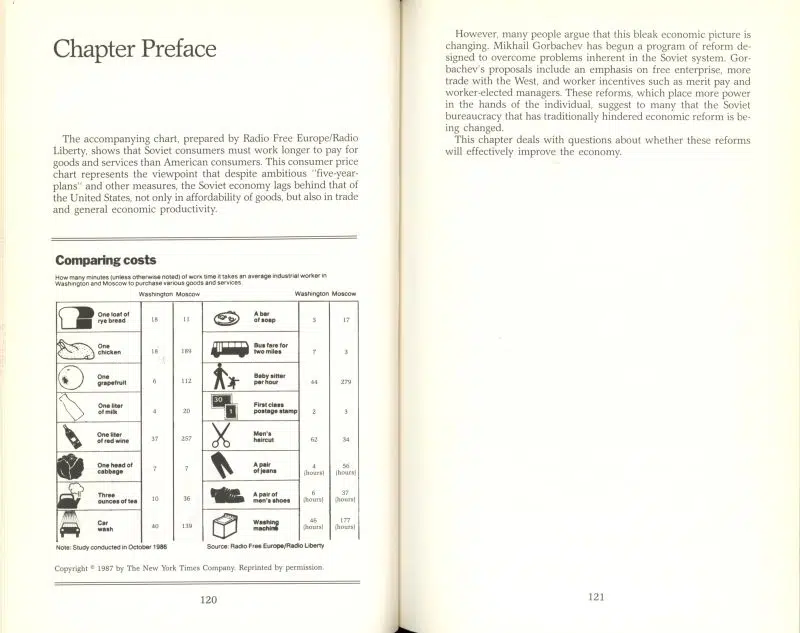 Chapter Preface
The accompanying chart, prepared by Radio Free Europe/Radio
Liberty, shows that Soviet consumers must work longer to pay for
goods and services than American consumers. This consumer price
chart represents the viewpoint that despite ambitious "five-year-
plans" and other measures, the Soviet economy lags behind that of
the United States, not only in affordability of goods, but also in trade
and general economic productivity.
Comparing costs
How many minutes (unless otherwise noted) of work time it takes an average industrial worker in
Washington and Moscow to purchase various goods and services.
Washington Moscow
One loaf of
rye bread 18 11
One
chicken 18 189
One
grapefruit 6 112
One liter
of milk 4 20
One liter
of red wine 37 257
One head of
cabbage 7 7
Three
ounces of tea 10 36
Car
wash 40 139
Washington Moscow
A bar
of soap 3 17
Bus fare for
two miles 7 3
Baby sitter
per hour 44 279
30
1
First class
postage stamp 2 3
Men's
haircut 62 34
A pair
of jeans 4 (hours) 56 (hours)
A pair of
men's shoes 6 (hours) 37 (hours)
Washing
machine 46 (hours) 177 (hours)
Note: Study conducted in October 1986
Source: Radio Free Europe/Radio Liberty
Copyright © 1987 by The New York Times Company. Reprinted by permission.
120
However, many people argue that this bleak economic picture is
changing. Mikhail Gorbachev has begun a program of reform de-
signed to overcome problems inherent in the Soviet system. Gor-
bachev's proposals include an emphasis on free enterprise, more
trade with the West, and worker incentives such as merit pay and
worker-elected managers. These reforms, which place more power
in the hands of the individual, suggest to many that the Soviet
bureaucracy that has traditionally hindered economic reform is be-
ing changed.
This chapter deals with questions about whether these reforms
will effectively improve the economy.
121